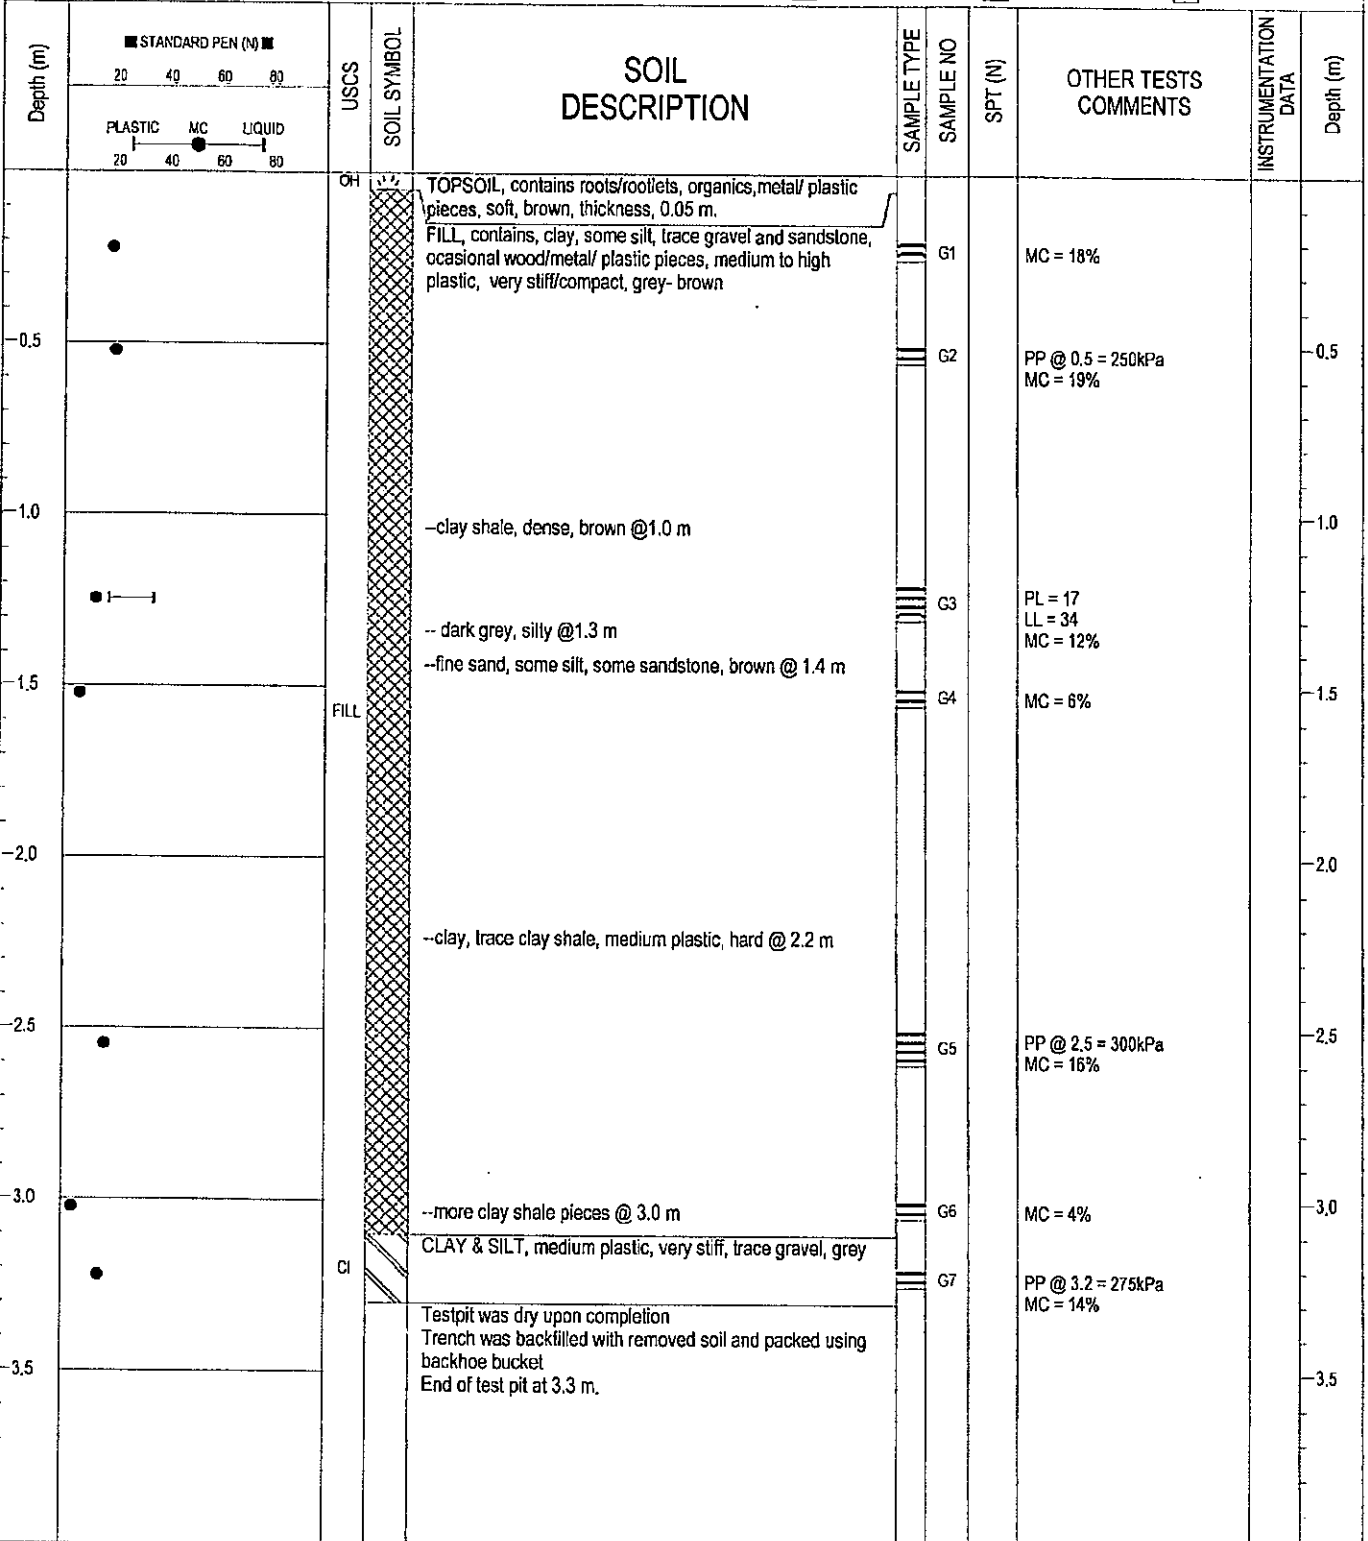 Depth (m)
■ STANDARD PEN (N) ■
20 40 60 80
PLASTIC MC LIQUID
20 40 60 80
USCS
SOIL SYMBOL
SOIL
DESCRIPTION
SAMPLE TYPE
SAMPLE NO
SPT (N)
OTHER TESTS
COMMENTS
INSTRUMENTATION
DATA
Depth (m)
OH
TOPSOIL, contains roots/rootlets, organics,metal/ plastic
pieces, soft, brown, thickness, 0.05 m.
FILL, contains, clay, some silt, trace gravel and sandstone,
ocasional wood/metal/ plastic pieces, medium to high
plastic, very stiff/compact, grey- brown
G1
MC = 18%
0.5
G2
PP @ 0.5 = 250kPa
MC = 19%
0.5
1.0
--clay shale, dense, brown @1.0 m
1.0
G3
PL = 17
LL = 34
MC = 12%
-- dark grey, silty @1.3 m
--fine sand, some silt, some sandstone, brown @ 1.4 m
1.5
FILL
G4
MC = 6%
1.5
2.0
2.0
--clay, trace clay shale, medium plastic, hard @ 2.2 m
2.5
G5
PP @ 2.5 = 300kPa
MC = 16%
2.5
3.0
--more clay shale pieces @ 3.0 m
G6
MC = 4%
3.0
CLAY & SILT, medium plastic, very stiff, trace gravel, grey
CI
G7
PP @ 3.2 = 275kPa
MC = 14%
Testpit was dry upon completion
Trench was backfilled with removed soil and packed using
backhoe bucket
End of test pit at 3.3 m.
3.5
3.5